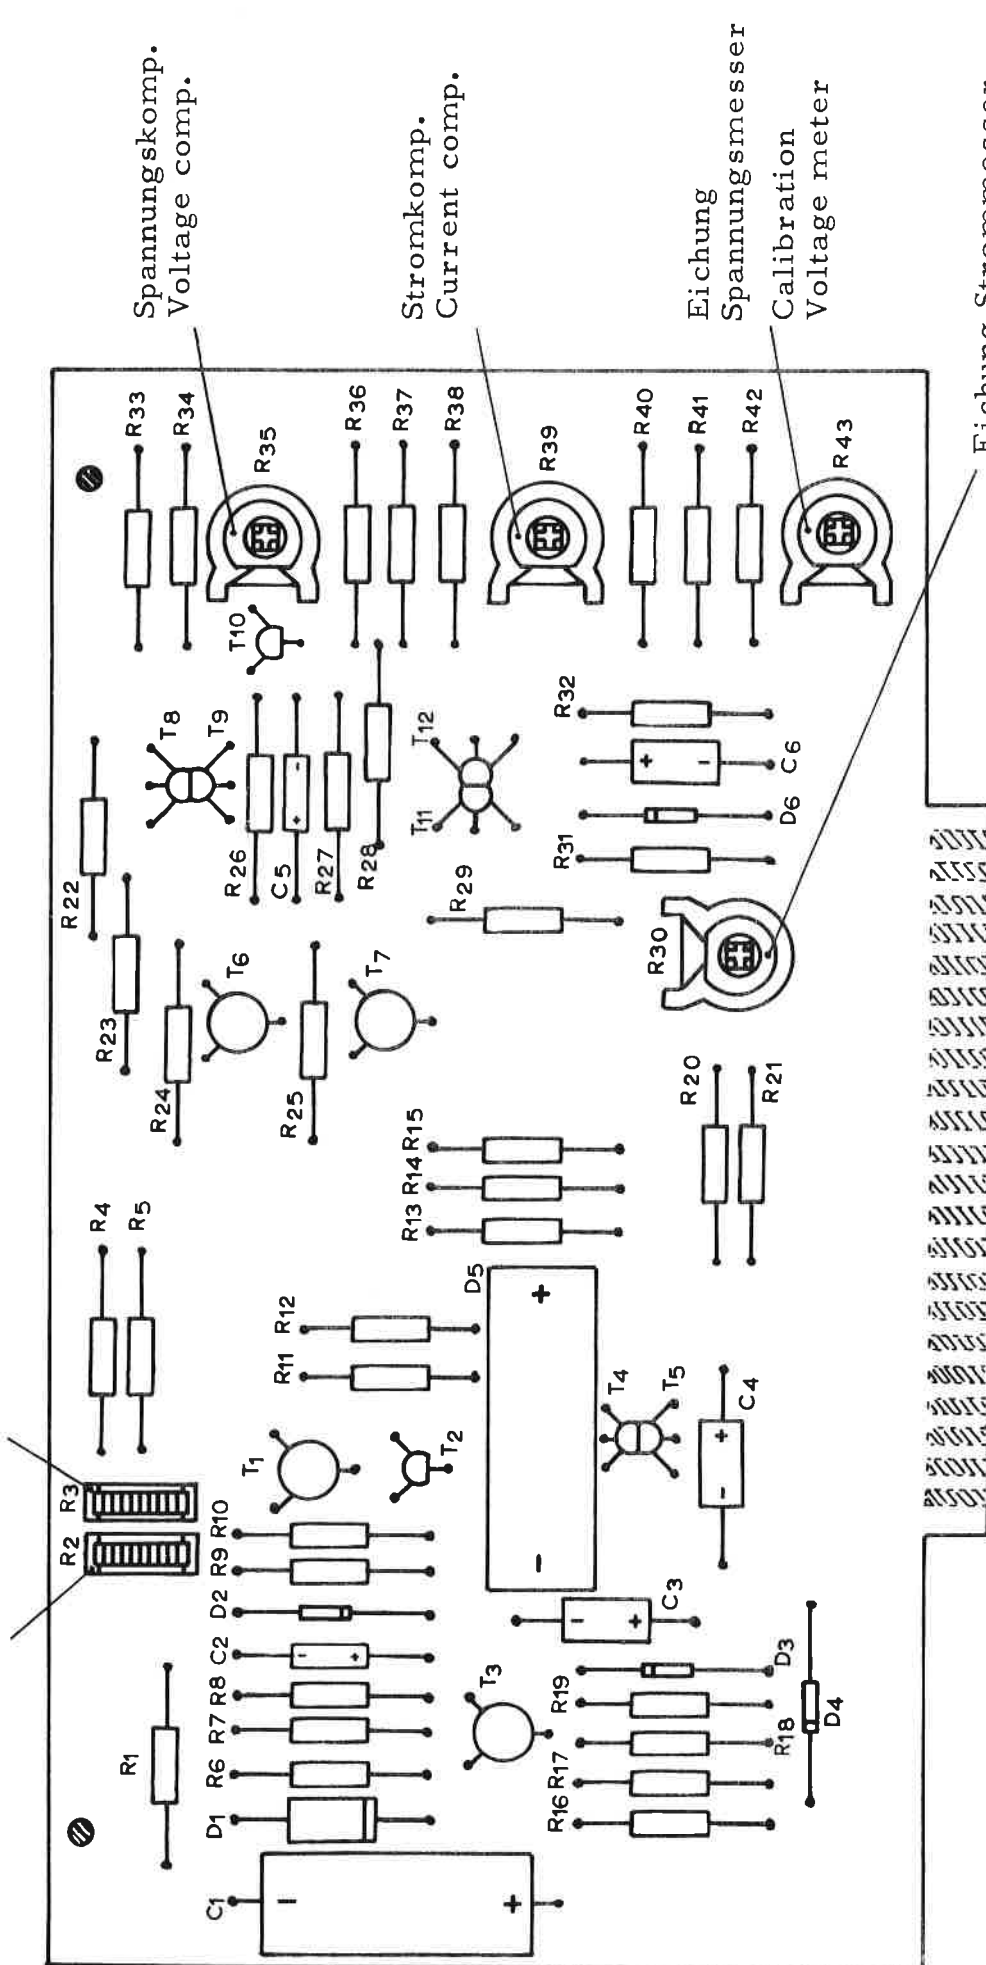 Spannungskomp.
Voltage comp.
Stromkomp.
Current comp.
Eichung
Spannungsmesser
Calibration
Voltage meter
Eichung Strommesser
R33
R34
R35
R36
R37
R38
R39
R40
R41
R42
R43
T10
T8
T9
R22
R26
C5
R27
R28
T12
T11
R32
C6
D6
R31
R29
R30
R23
T6
T7
R24
R25
R20
R21
R15
R14
R13
R4
R5
D5
R12
R11
+
-
T4
T5
C4
+
-
T1
T2
R3
R2
R10
R9
D2
C2
-
+
R8
R7
R6
D1
C3
-
+
T3
D3
R19
R18
D4
R17
R16
R1
C1
-
+